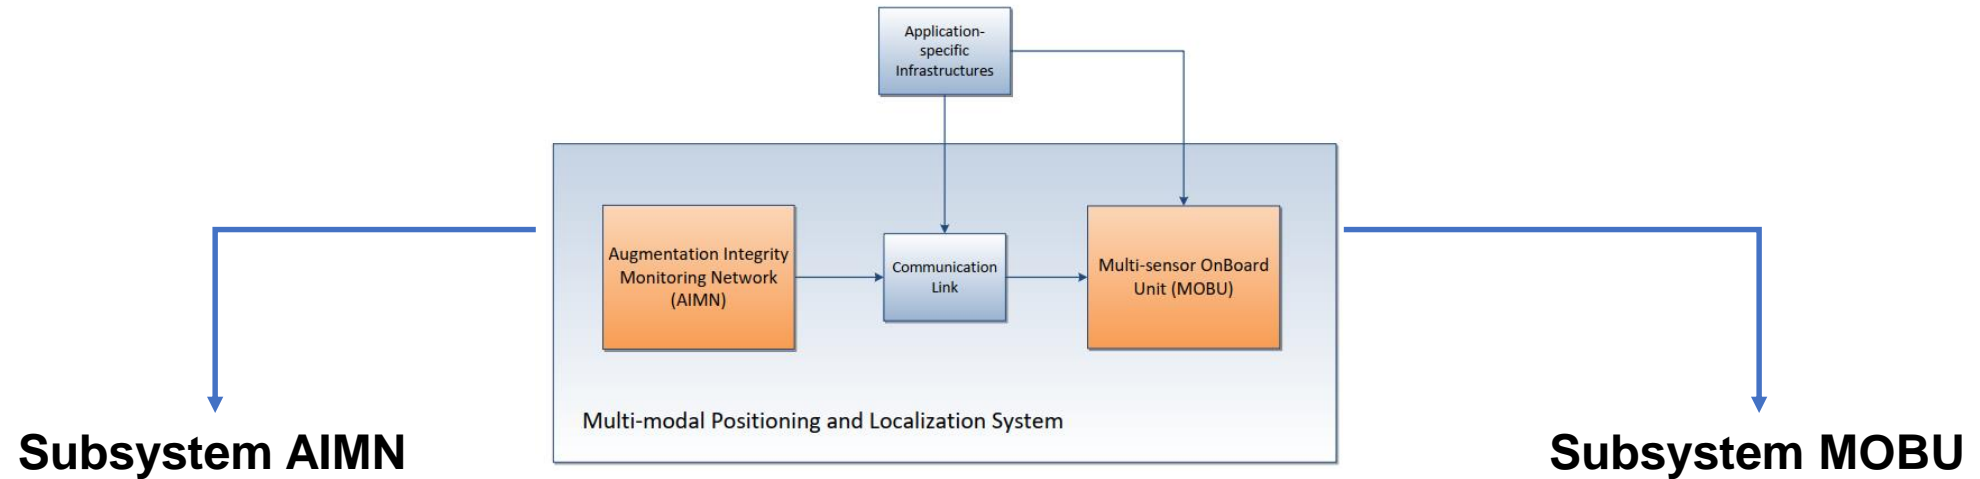 Application-
specific
Infrastructures
Augmentation Integrity
Monitoring Network
(AIMN)
Communication
Link
Multi-sensor OnBoard
Unit (MOBU)
Multi-modal Positioning and Localization System
Subsystem AIMN
Subsystem MOBU